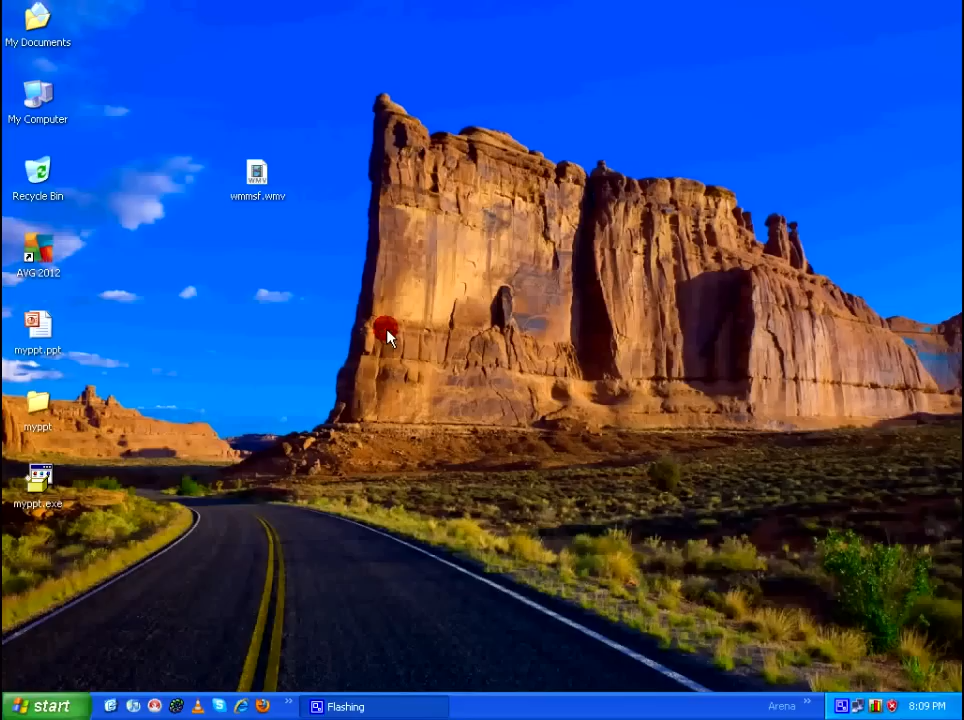 My Documents
My Computer
Recycle Bin
WMV
wmmsf.wmv
AVG 2012
myppt.ppt
myppt
myppt.exe
start
Flashing
Arena
8:09 PM